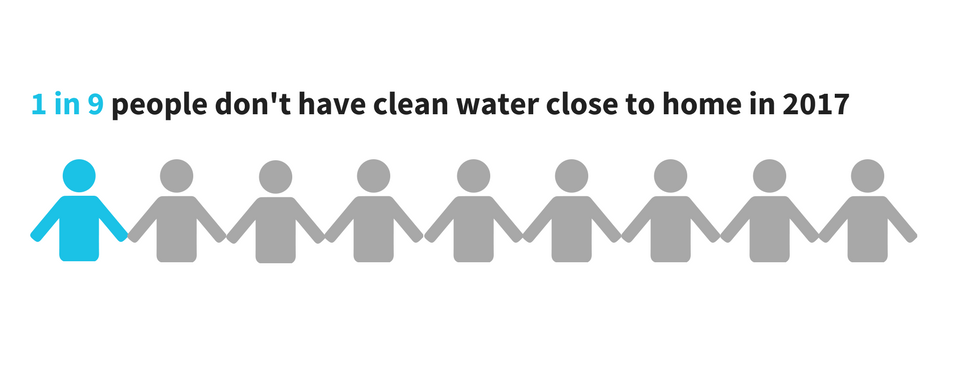 1 in 9 people don't have clean water close to home in 2017